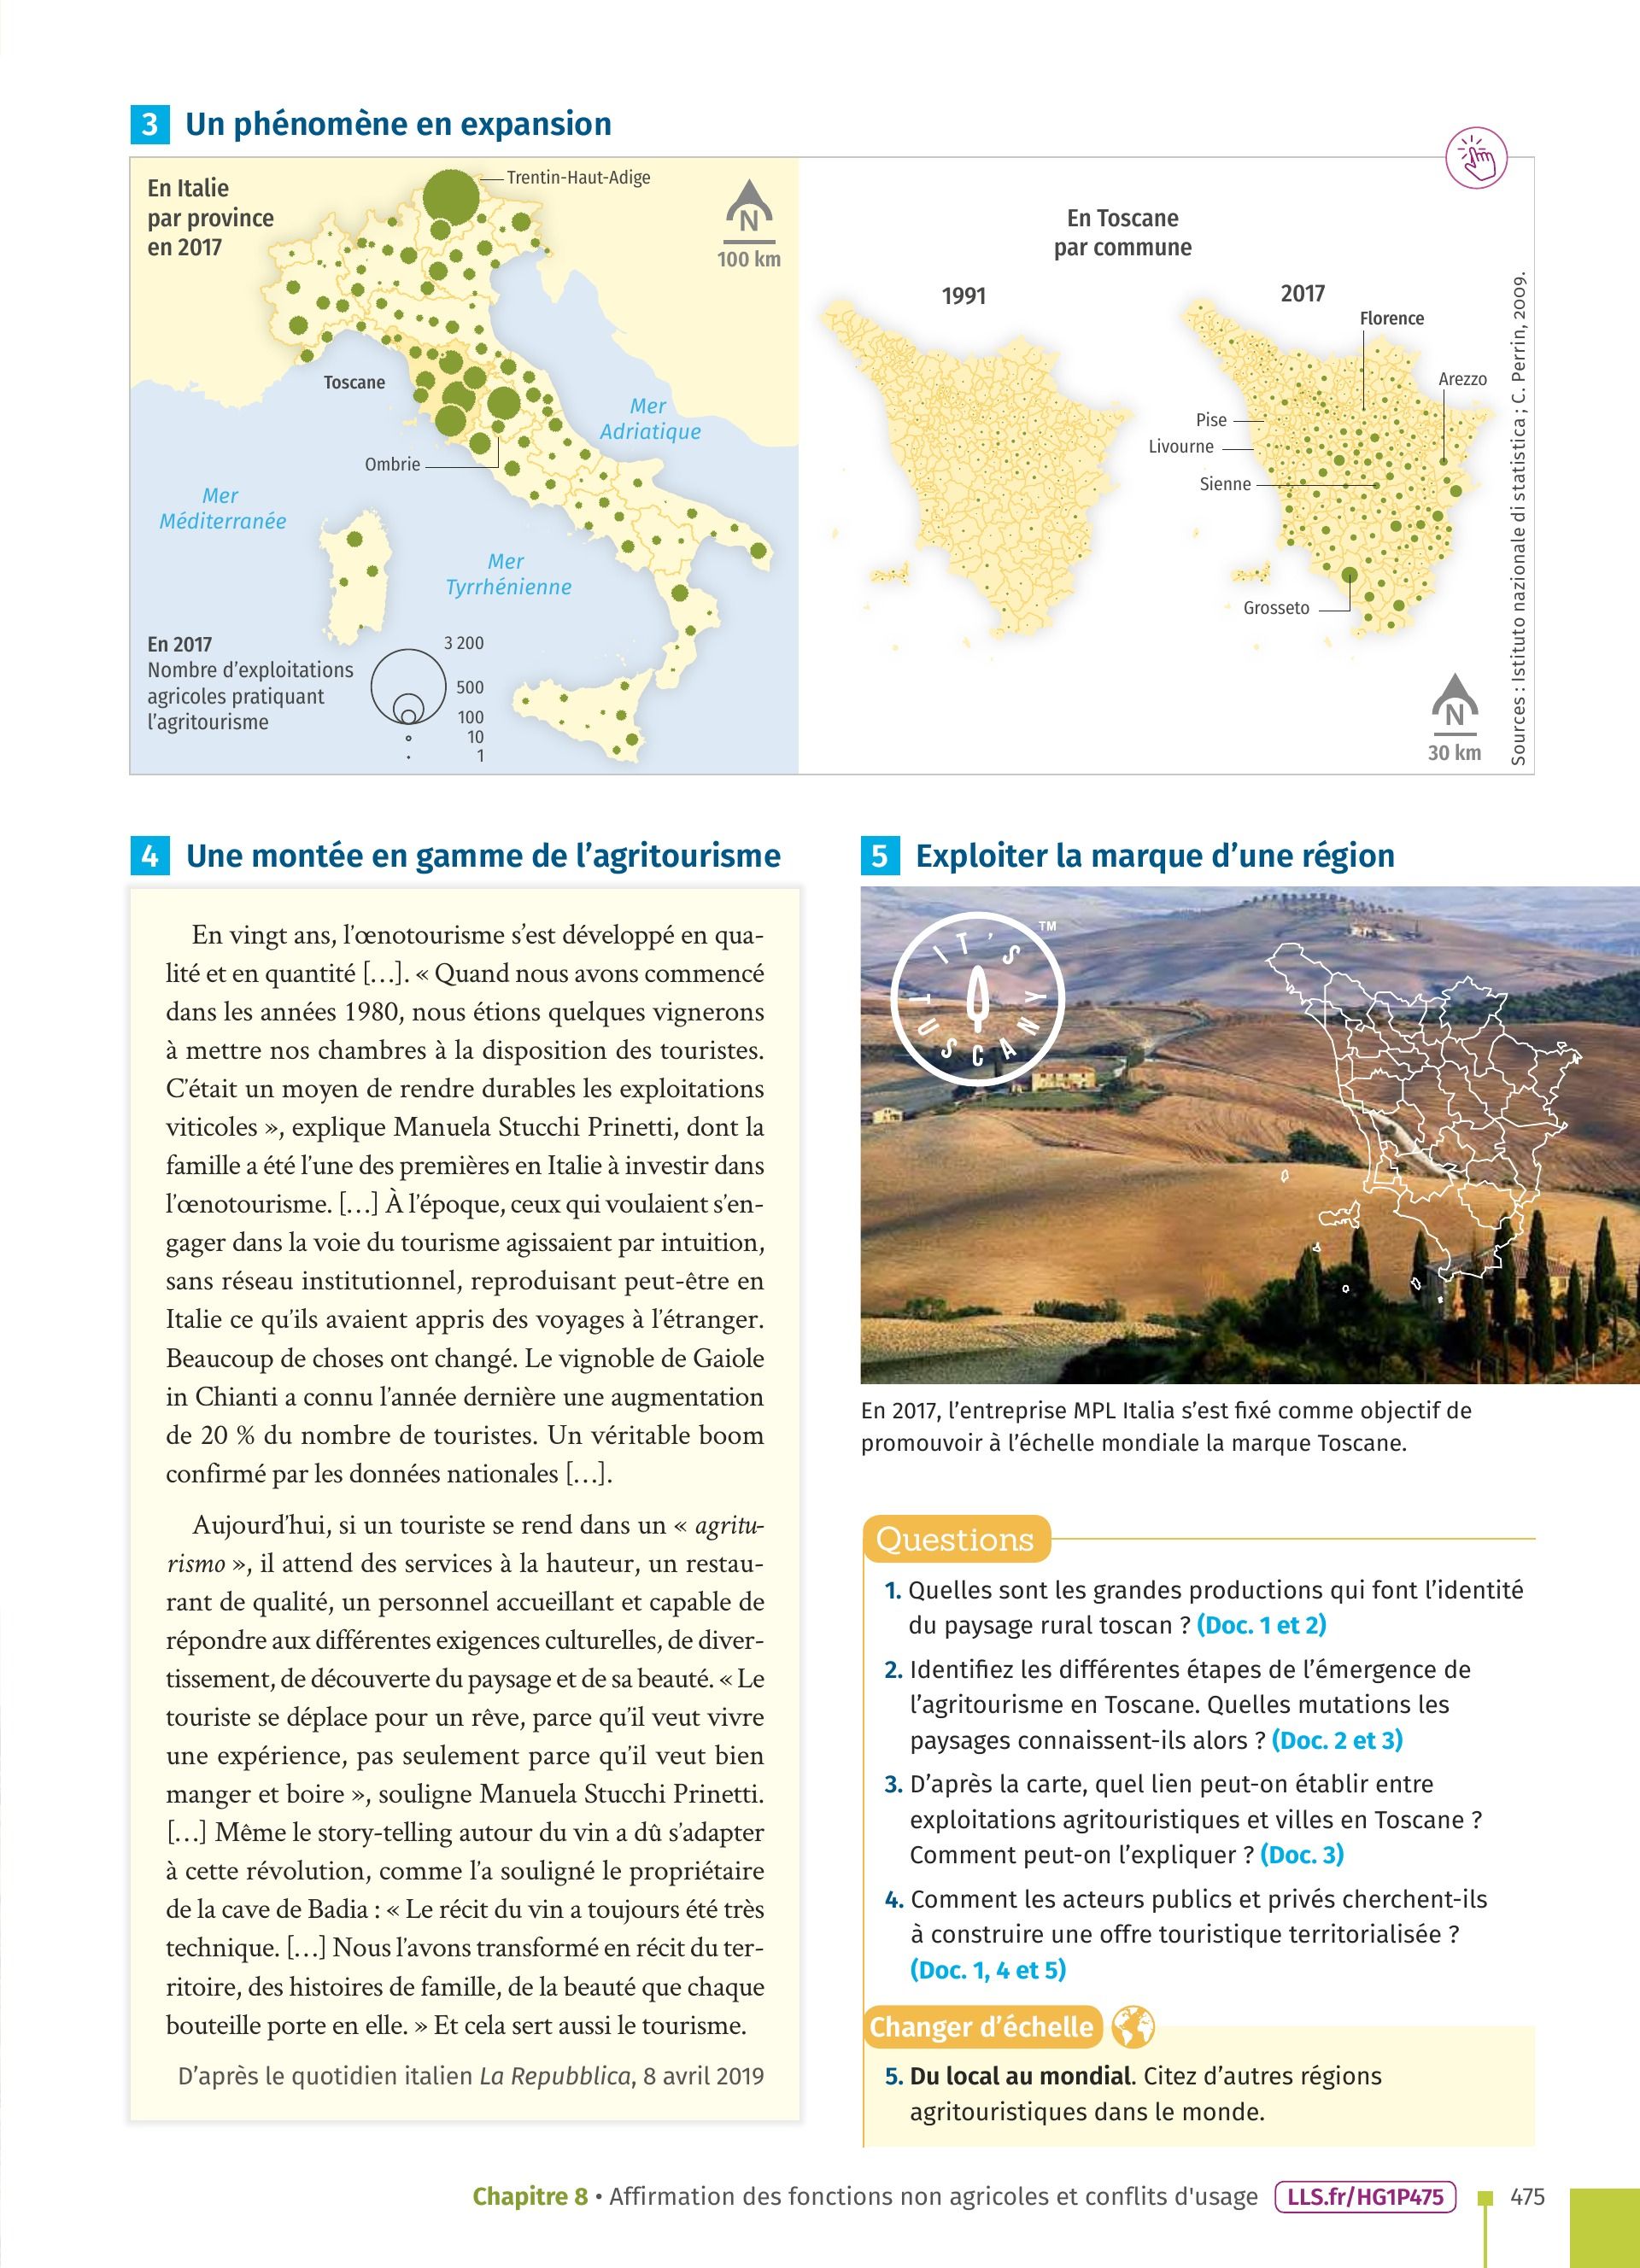 3 Un phénomène en expansion
En Italie
par province
en 2017
Trentin-Haut-Adige
N
100 km
Toscane
Mer
Adriatique
Ombrie
Mer
Méditerranée
Mer
Tyrrhénienne
En 2017
Nombre d'exploitations
agricoles pratiquant
l'agritourisme
3 200
500
100
10
1
En Toscane
par commune
1991
2017
Florence
Arezzo
Pise
Livourne
Sienne
Grosseto
N
30 km
Sources : Istituto nazionale di statistica ; C. Perrin, 2009.
4 Une montée en gamme de l'agritourisme
En vingt ans, l'œnotourisme s'est développé en qua-
lité et en quantité […]. « Quand nous avons commencé
dans les années 1980, nous étions quelques vignerons
à mettre nos chambres à la disposition des touristes.
C'était un moyen de rendre durables les exploitations
viticoles », explique Manuela Stucchi Prinetti, dont la
famille a été l'une des premières en Italie à investir dans
l'œnotourisme. […] À l'époque, ceux qui voulaient s'en-
gager dans la voie du tourisme agissaient par intuition,
sans réseau institutionnel, reproduisant peut-être en
Italie ce qu'ils avaient appris des voyages à l'étranger.
Beaucoup de choses ont changé. Le vignoble de Gaiole
in Chianti a connu l'année dernière une augmentation
de 20 % du nombre de touristes. Un véritable boom
confirmé par les données nationales […].
Aujourd'hui, si un touriste se rend dans un « agritu-
rismo », il attend des services à la hauteur, un restau-
rant de qualité, un personnel accueillant et capable de
répondre aux différentes exigences culturelles, de diver-
tissement, de découverte du paysage et de sa beauté. « Le
touriste se déplace pour un rêve, parce qu'il veut vivre
une expérience, pas seulement parce qu'il veut bien
manger et boire », souligne Manuela Stucchi Prinetti.
[…] Même le story-telling autour du vin a dû s'adapter
à cette révolution, comme l'a souligné le propriétaire
de la cave de Badia : « Le récit du vin a toujours été très
technique. […] Nous l'avons transformé en récit du ter-
ritoire, des histoires de famille, de la beauté que chaque
bouteille porte en elle. » Et cela sert aussi le tourisme.
D'après le quotidien italien La Repubblica, 8 avril 2019
5 Exploiter la marque d'une région
IT'S TUSCANY
TM
En 2017, l'entreprise MPL Italia s'est fixé comme objectif de
promouvoir à l'échelle mondiale la marque Toscane.
Questions
1. Quelles sont les grandes productions qui font l'identité
du paysage rural toscan ? (Doc. 1 et 2)
2. Identifiez les différentes étapes de l'émergence de
l'agritourisme en Toscane. Quelles mutations les
paysages connaissent-ils alors ? (Doc. 2 et 3)
3. D'après la carte, quel lien peut-on établir entre
exploitations agritouristiques et villes en Toscane ?
Comment peut-on l'expliquer ? (Doc. 3)
4. Comment les acteurs publics et privés cherchent-ils
à construire une offre touristique territorialisée ?
(Doc. 1, 4 et 5)
Changer d'échelle
5. Du local au mondial. Citez d'autres régions
agritouristiques dans le monde.
Chapitre 8 • Affirmation des fonctions non agricoles et conflits d'usage LLS.fr/HG1P475 475